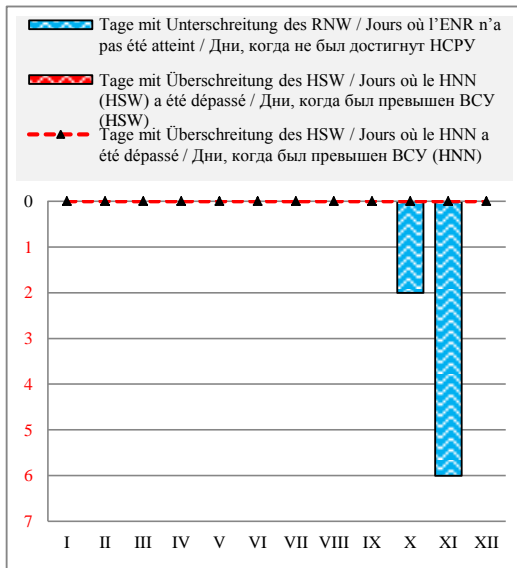 Tage mit Unterschreitung des RNW / Jours où l'ENR n'a
pas été atteint / Дни, когда не был достигнут НСРУ
Tage mit Überschreitung des HSW / Jours où le HNN
(HSW) a été dépassé / Дни, когда был превышен ВСУ
(HSW)
Tage mit Überschreitung des HSW / Jours où le HNN a
été dépassé / Дни, когда был превышен ВСУ (HNN)
0
1
2
3
4
5
6
7
I II III IV V VI VII VIII IX X XI XII